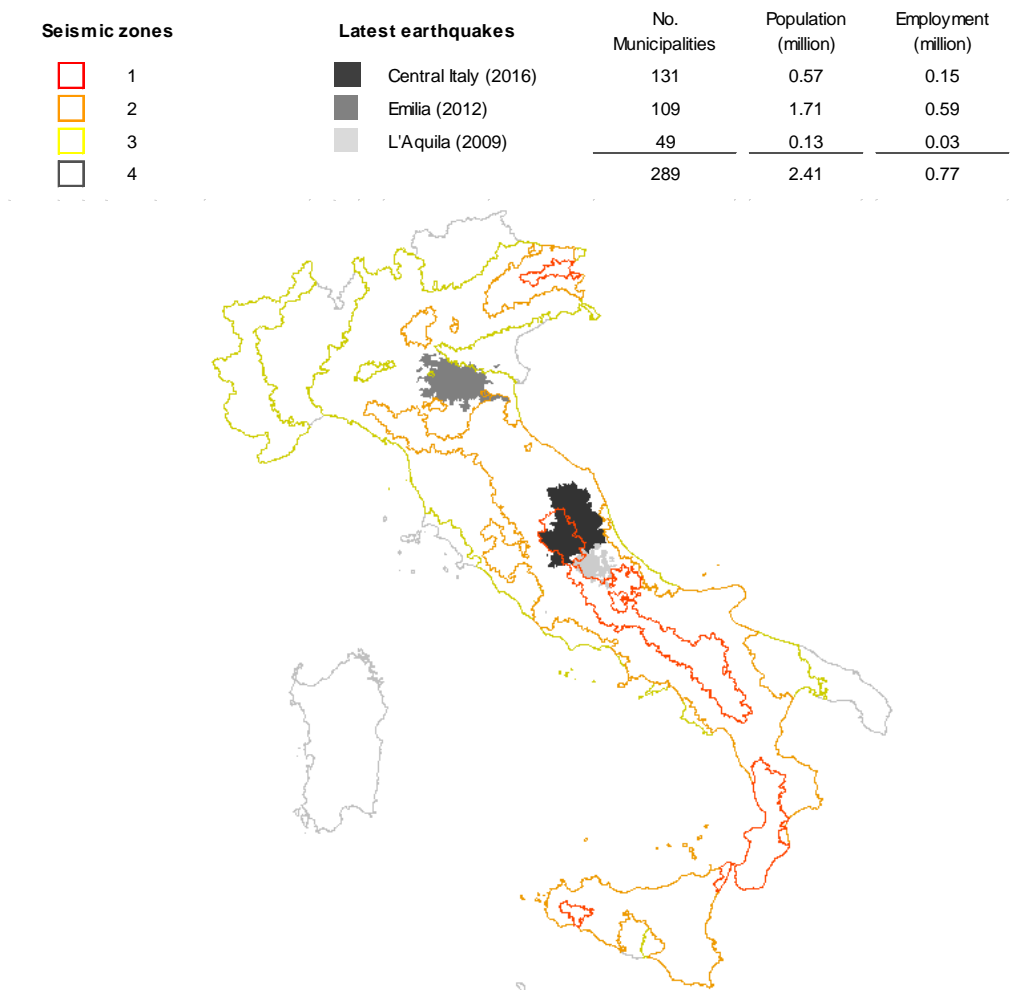 Seismic zones Latest earthquakes No. Municipalities Population (million) Employment (million)
1 Central Italy (2016) 131 0.57 0.15
2 Emilia (2012) 109 1.71 0.59
3 L'Aquila (2009) 49 0.13 0.03
4 289 2.41 0.77